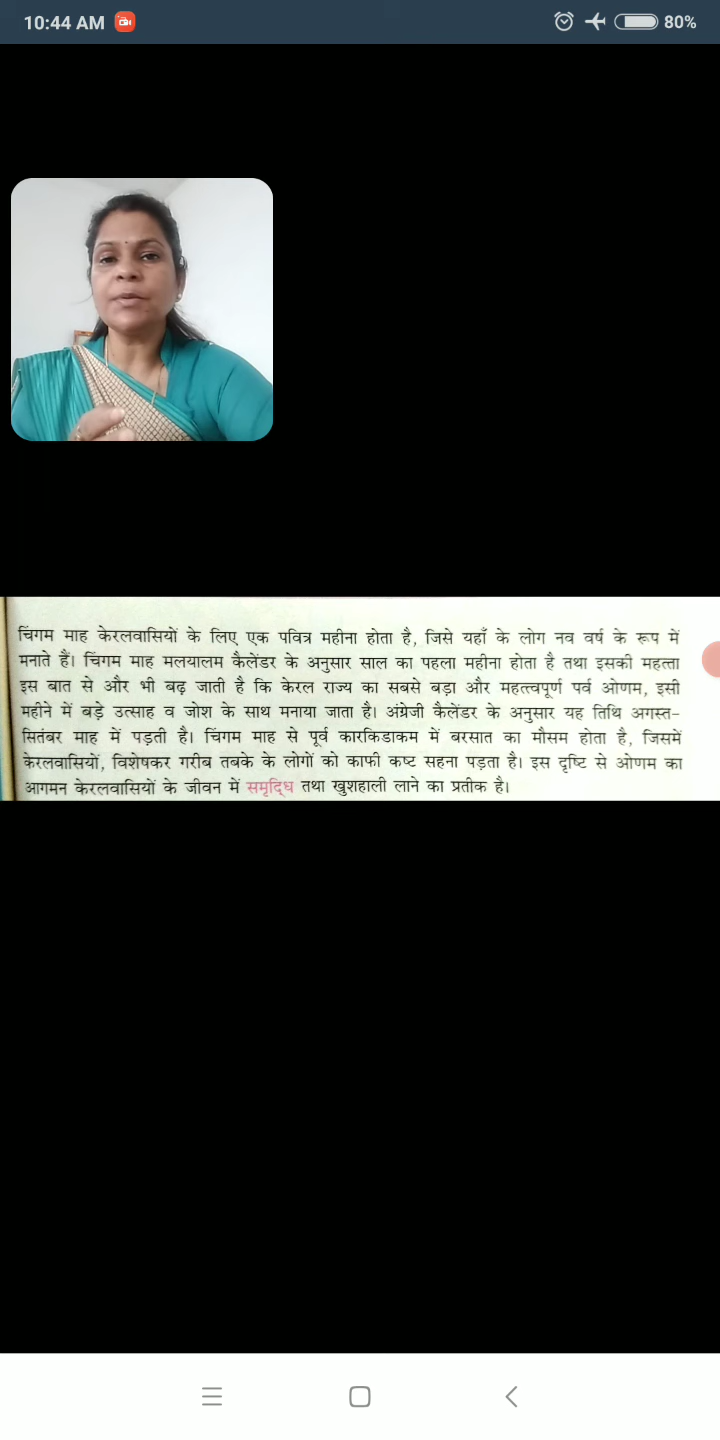 10:44 AM
80%
चिंगम माह केरलवासियों के लिए एक पवित्र महीना होता है, जिसे यहाँ के लोग नव वर्ष के रूप में
मनाते हैं। चिंगम माह मलयालम कैलेंडर के अनुसार साल का पहला महीना होता है तथा इसकी महत्ता
इस बात से और भी बढ़ जाती है कि केरल राज्य का सबसे बड़ा और महत्त्वपूर्ण पर्व ओणम, इसी
महीने में बड़े उत्साह व जोश के साथ मनाया जाता है। अंग्रेजी कैलेंडर के अनुसार यह तिथि अगस्त-
सितंबर माह में पड़ती है। चिंगम माह से पूर्व कारकिडाकम में बरसात का मौसम होता है, जिसमें
केरलवासियों, विशेषकर गरीब तबके के लोगों को काफी कष्ट सहना पड़ता है। इस दृष्टि से ओणम का
आगमन केरलवासियों के जीवन में समृद्‌धि तथा खुशहाली लाने का प्रतीक है।